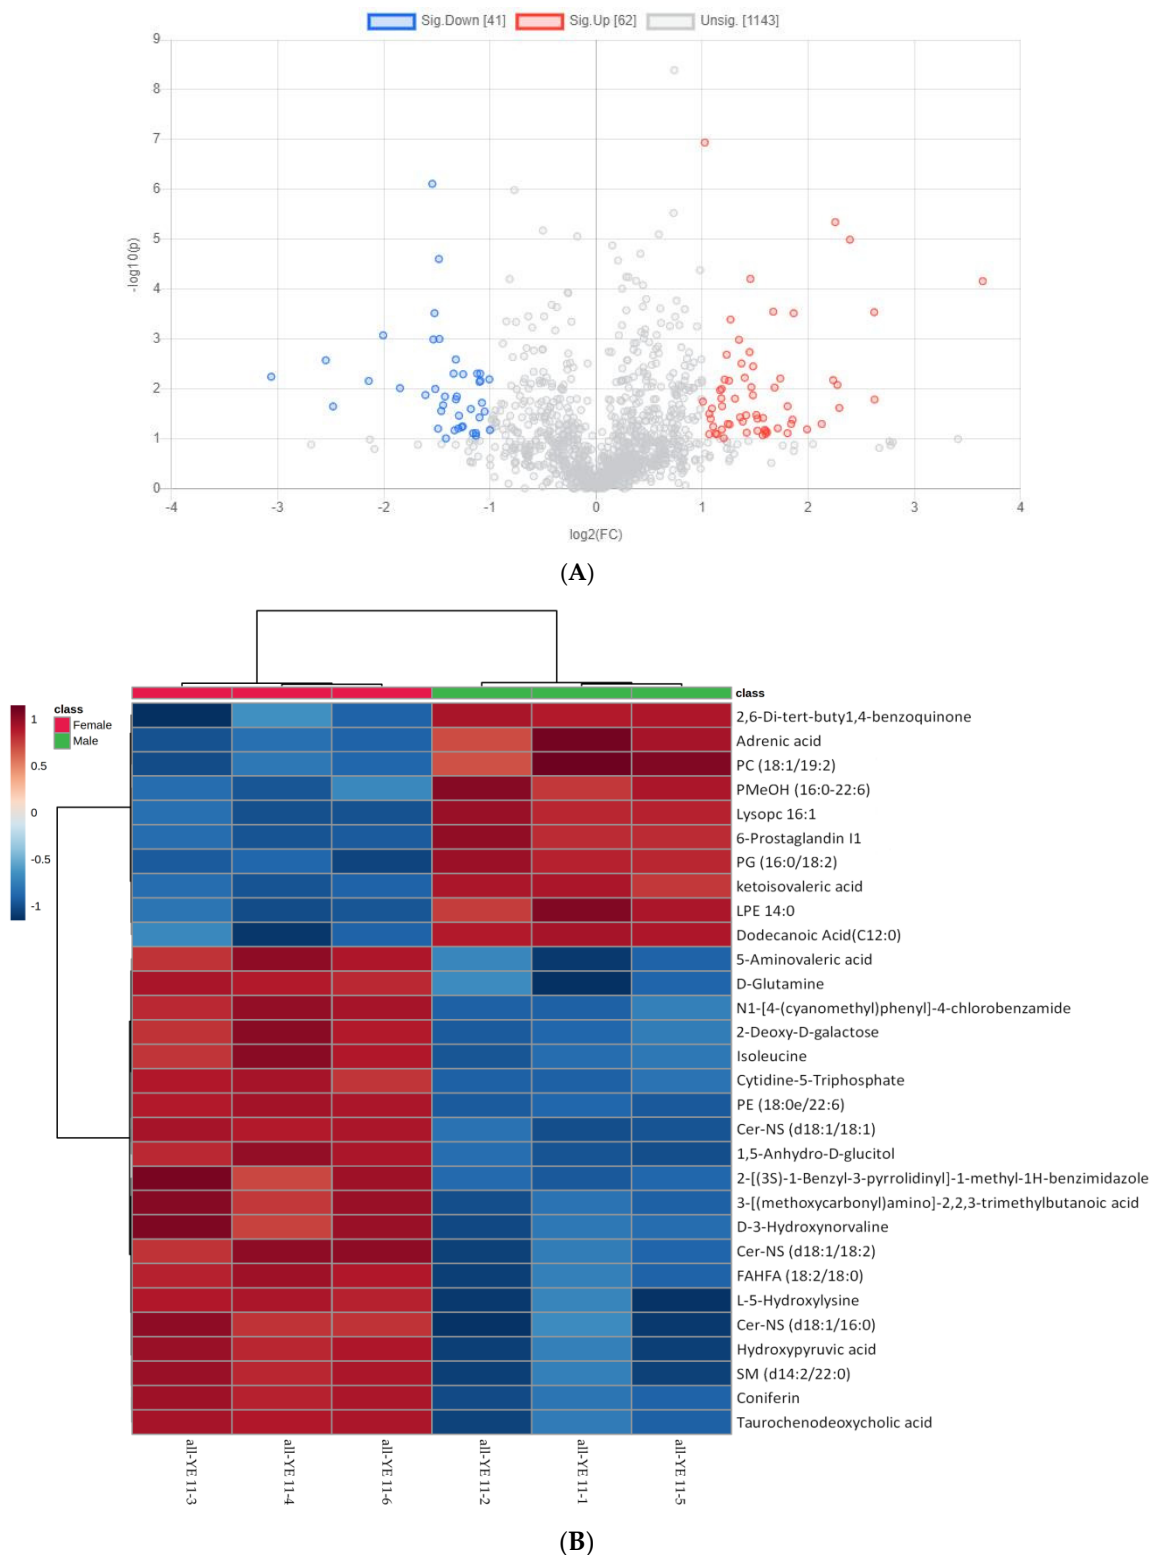 Sig.Down [41] Sig.Up [62] Unsig. [1143]
9
8
7
6
5
4
3
2
1
0
-log10(p)
-4 -3 -2 -1 0 1 2 3 4
log2(FC)
(A)
class
Female
Male
1
0.5
0
-0.5
-1
class
2,6-Di-tert-buty1,4-benzoquinone
Adrenic acid
PC (18:1/19:2)
PMeOH (16:0-22:6)
Lysopc 16:1
6-Prostaglandin I1
PG (16:0/18:2)
ketoisovaleric acid
LPE 14:0
Dodecanoic Acid(C12:0)
5-Aminovaleric acid
D-Glutamine
N1-[4-(cyanomethyl)phenyl]-4-chlorobenzamide
2-Deoxy-D-galactose
Isoleucine
Cytidine-5-Triphosphate
PE (18:0e/22:6)
Cer-NS (d18:1/18:1)
1,5-Anhydro-D-glucitol
2-[(3S)-1-Benzyl-3-pyrrolidinyl]-1-methyl-1H-benzimidazole
3-[(methoxycarbonyl)amino]-2,2,3-trimethylbutanoic acid
D-3-Hydroxynorvaline
Cer-NS (d18:1/18:2)
FAHFA (18:2/18:0)
L-5-Hydroxylysine
Cer-NS (d18:1/16:0)
Hydroxypyruvic acid
SM (d14:2/22:0)
Coniferin
Taurochenodeoxycholic acid
all-YE 11-3
all-YE 11-4
all-YE 11-6
all-YE 11-2
all-YE 11-1
all-YE 11-5
(B)